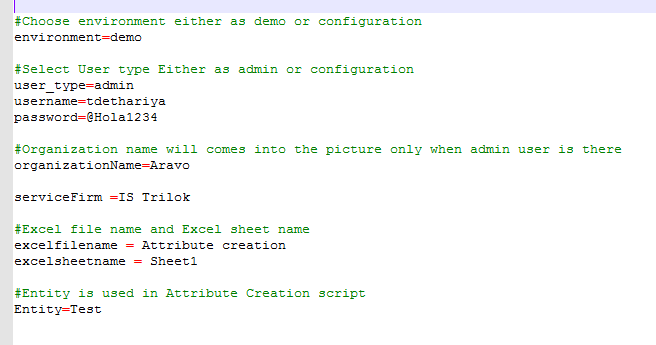 #Choose environment either as demo or configuration
environment=demo
#Select User type Either as admin or configuration
user_type=admin
username=tdethariya
password=@Hola1234
#Organization name will comes into the picture only when admin user is there
organizationName=Aravo
serviceFirm =IS Trilok
#Excel file name and Excel sheet name
excelfilename = Attribute creation
excelsheetname = Sheet1
#Entity is used in Attribute Creation script
Entity=Test